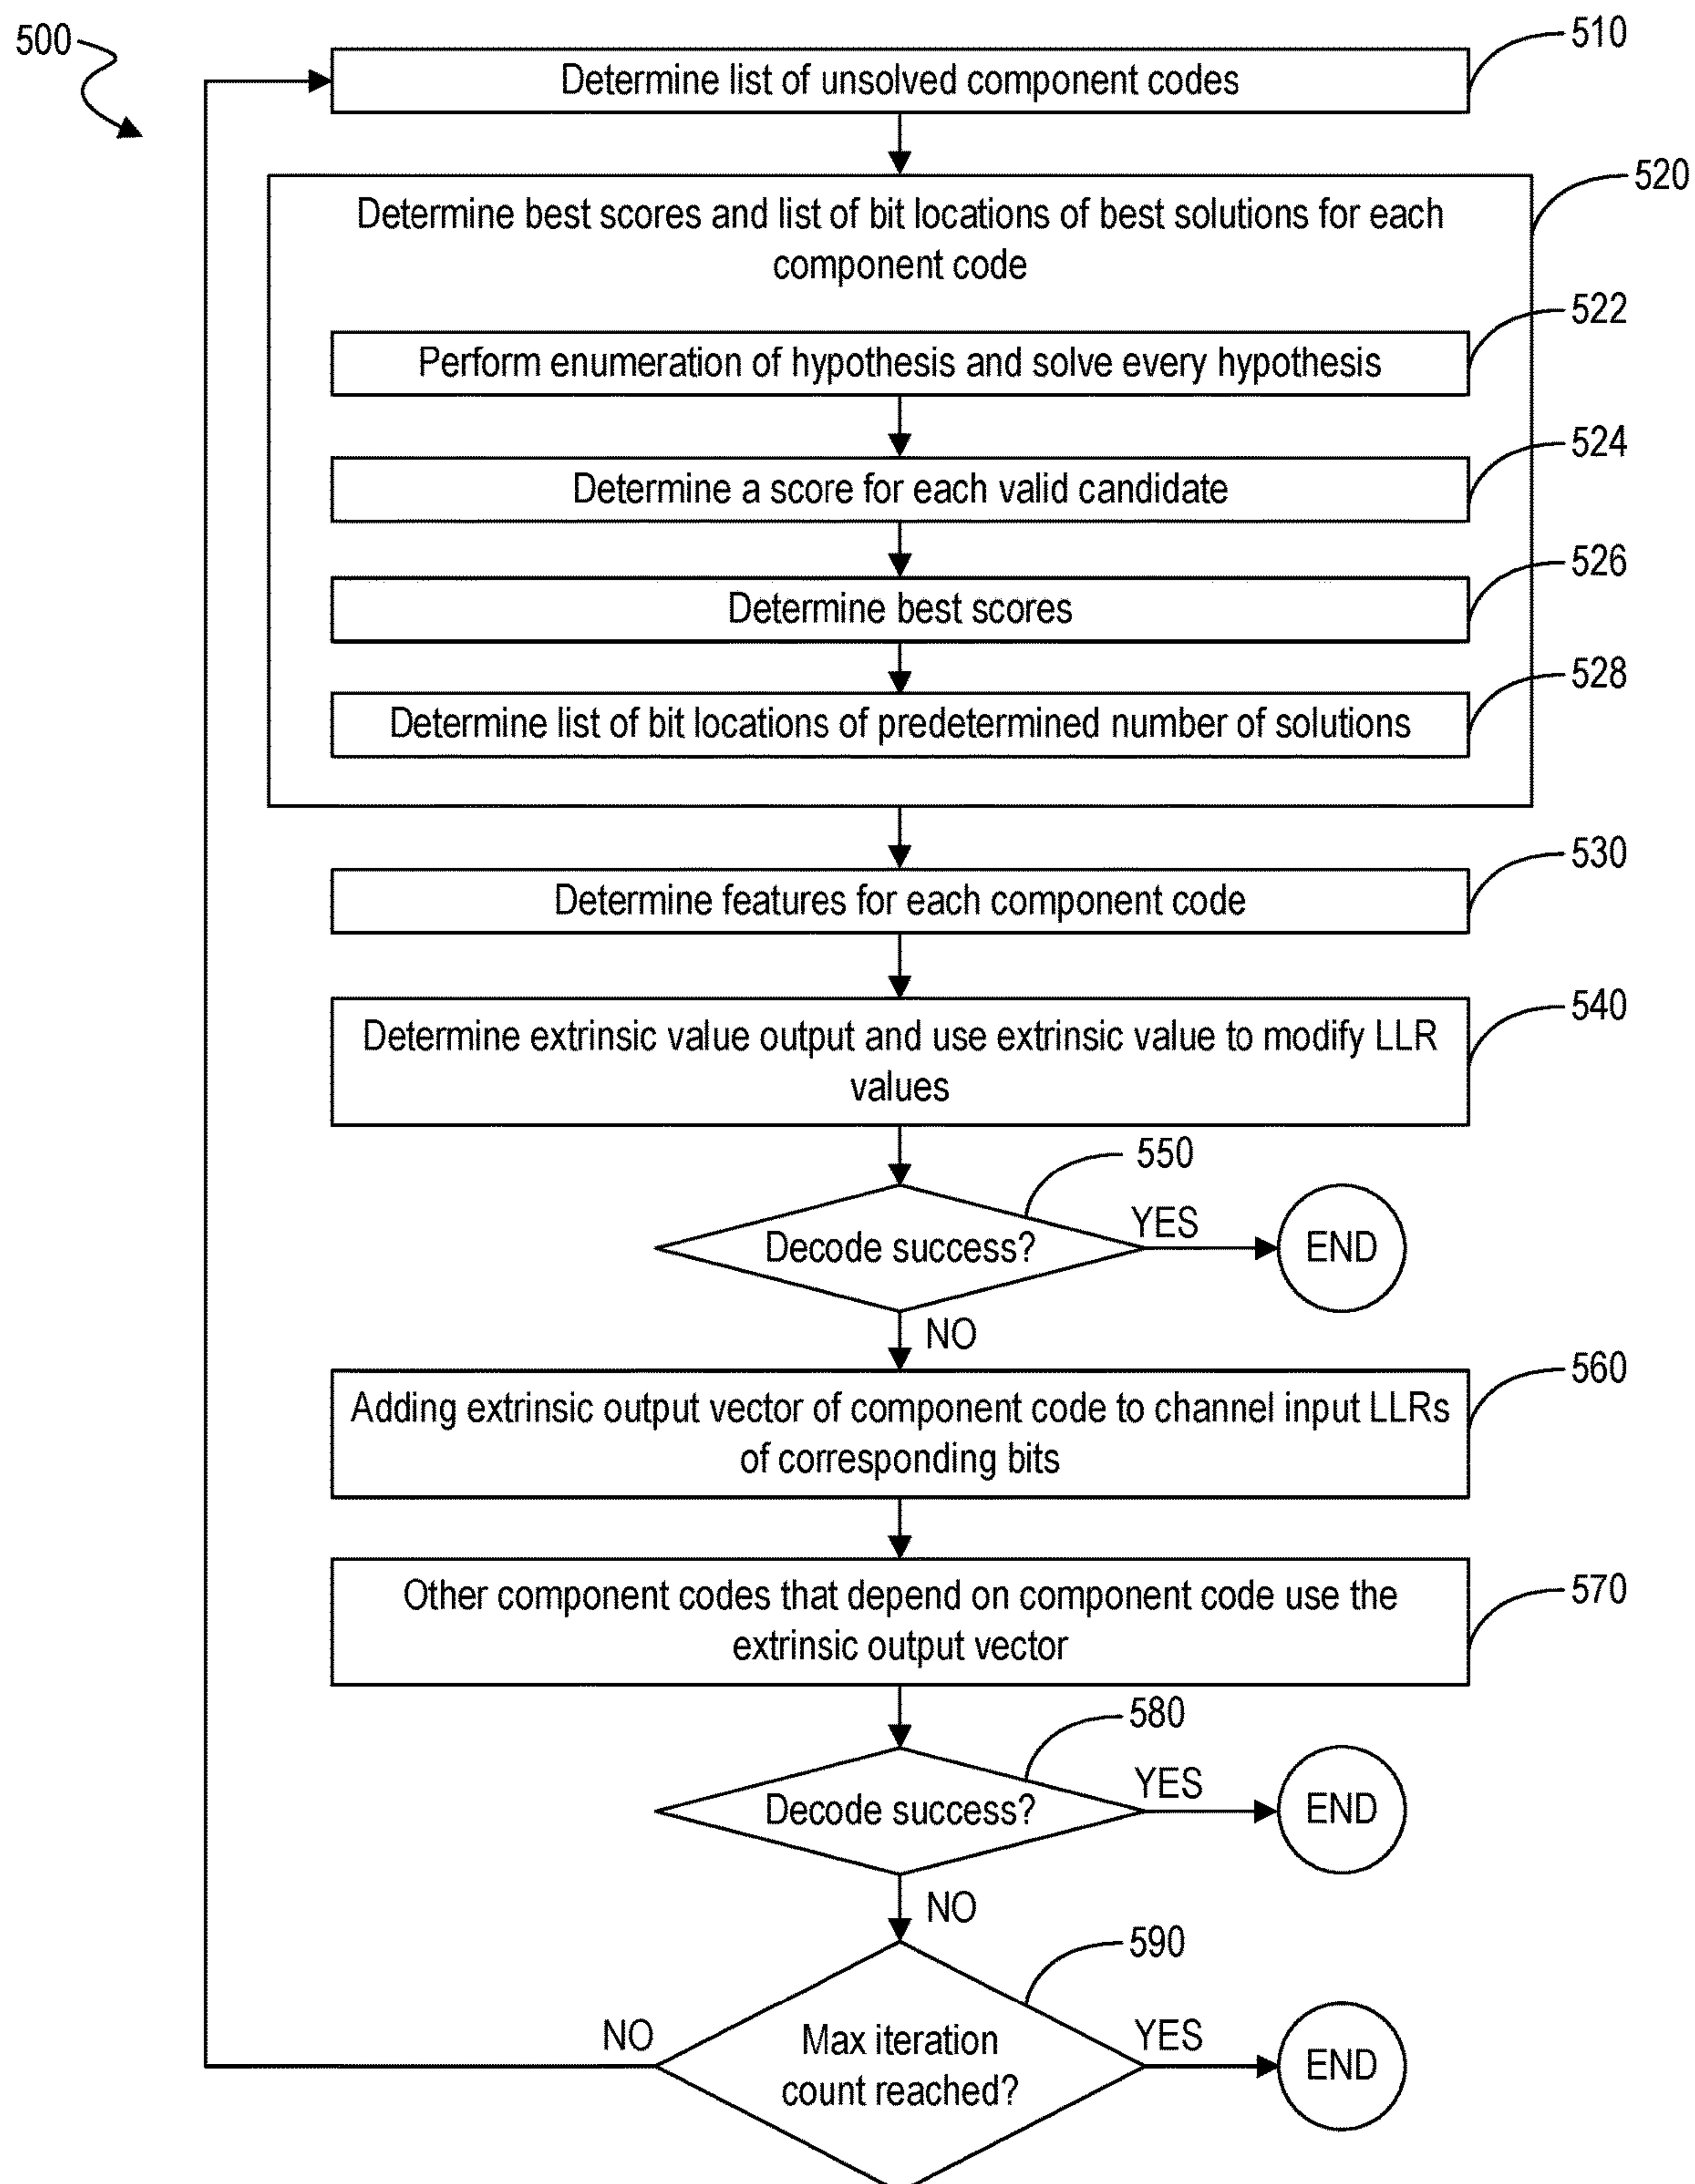 500
510
Determine list of unsolved component codes
520
Determine best scores and list of bit locations of best solutions for each
component code
522
Perform enumeration of hypothesis and solve every hypothesis
524
Determine a score for each valid candidate
526
Determine best scores
528
Determine list of bit locations of predetermined number of solutions
530
Determine features for each component code
540
Determine extrinsic value output and use extrinsic value to modify LLR
values
550
Decode success?
YES
END
NO
560
Adding extrinsic output vector of component code to channel input LLRs
of corresponding bits
570
Other component codes that depend on component code use the
extrinsic output vector
580
Decode success?
YES
END
NO
590
NO
Max iteration
count reached?
YES
END